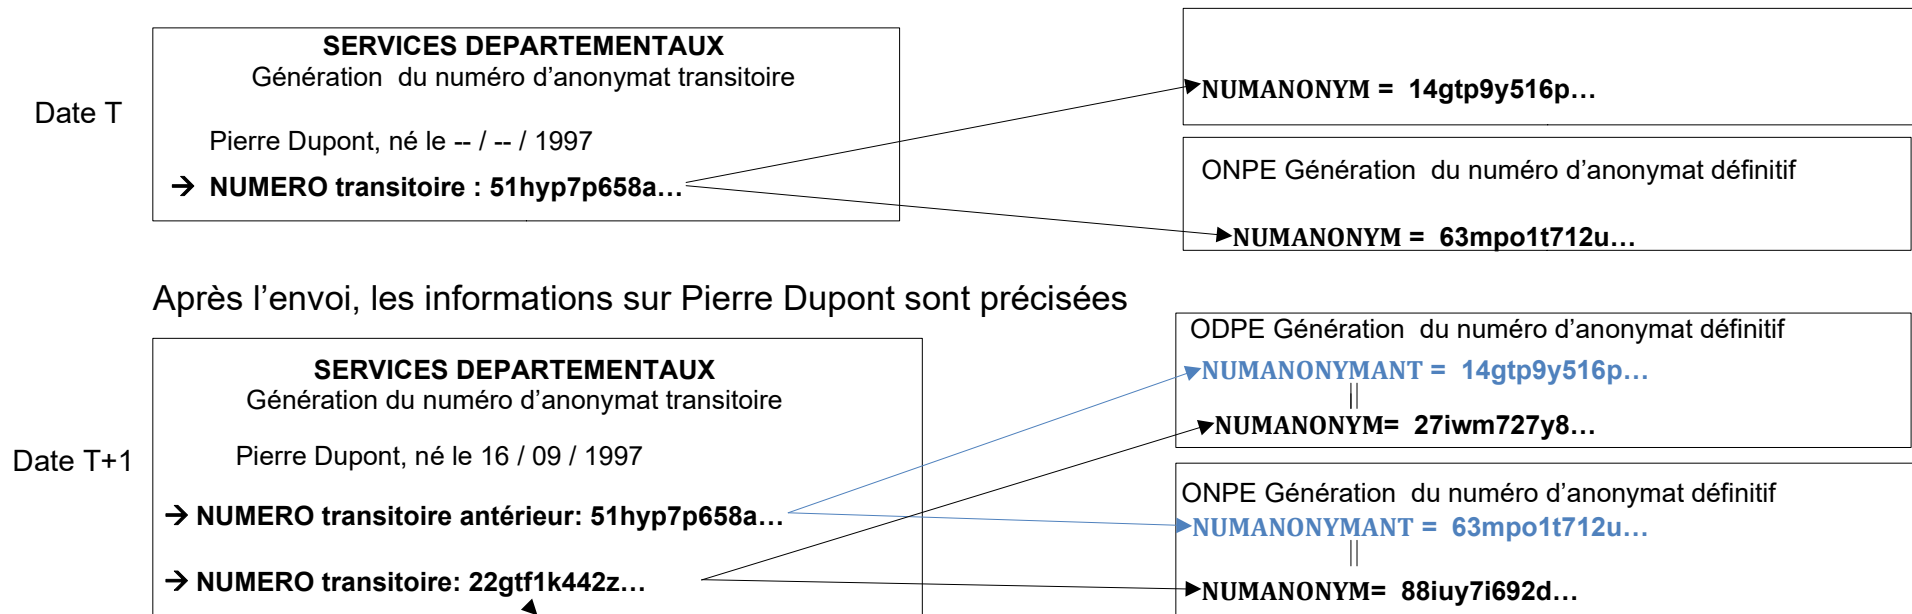 SERVICES DEPARTEMENTAUX
Génération du numéro d’anonymat transitoire
Date T
Pierre Dupont, né le -- / -- / 1997
→ NUMERO transitoire : 51hyp7p658a…
NUMANONYM = 14gtp9y516p…
ONPE Génération du numéro d’anonymat définitif
NUMANONYM = 63mpo1t712u…
Après l’envoi, les informations sur Pierre Dupont sont précisées
SERVICES DEPARTEMENTAUX
Génération du numéro d’anonymat transitoire
Date T+1
Pierre Dupont, né le 16 / 09 / 1997
→ NUMERO transitoire antérieur: 51hyp7p658a…
→ NUMERO transitoire: 22gtf1k442z…
ODPE Génération du numéro d’anonymat définitif
NUMANONYMANT = 14gtp9y516p…
||
NUMANONYM= 27iwm727y8…
ONPE Génération du numéro d’anonymat définitif
NUMANONYMANT = 63mpo1t712u…
||
NUMANONYM= 88iuy7i692d…